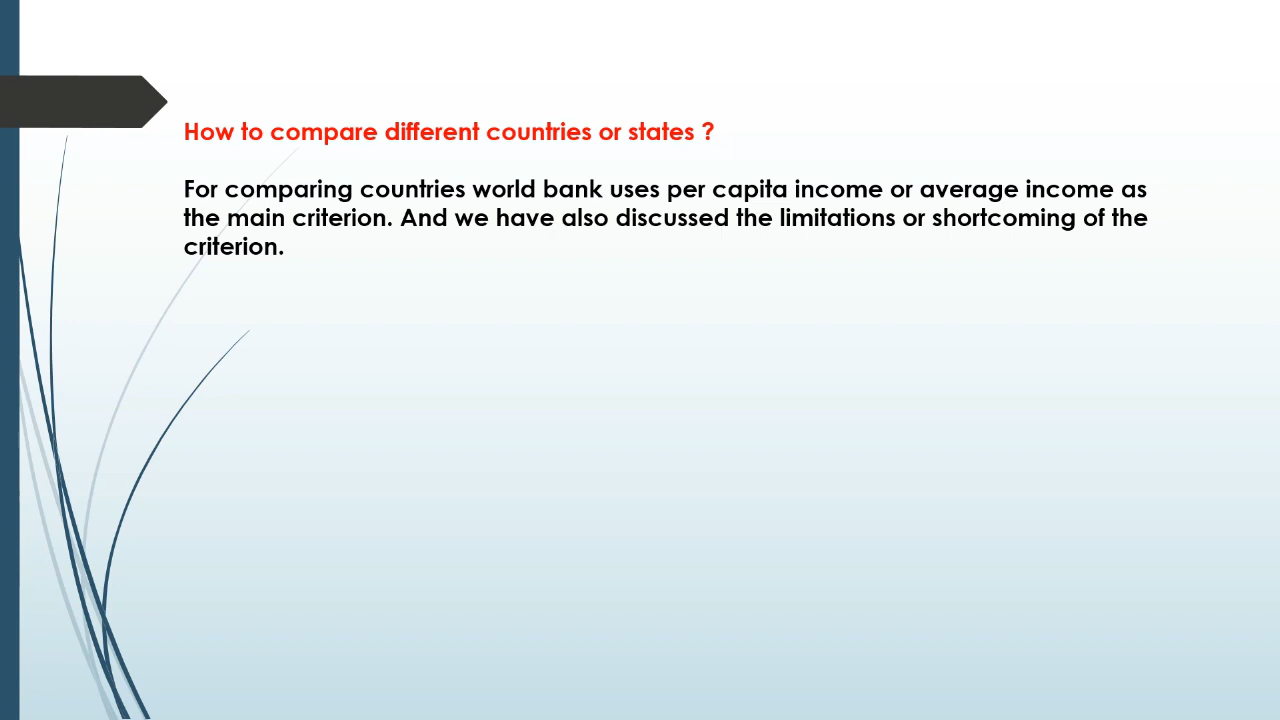 How to compare different countries or states ?
For comparing countries world bank uses per capita income or average income as
the main criterion. And we have also discussed the limitations or shortcoming of the
criterion.